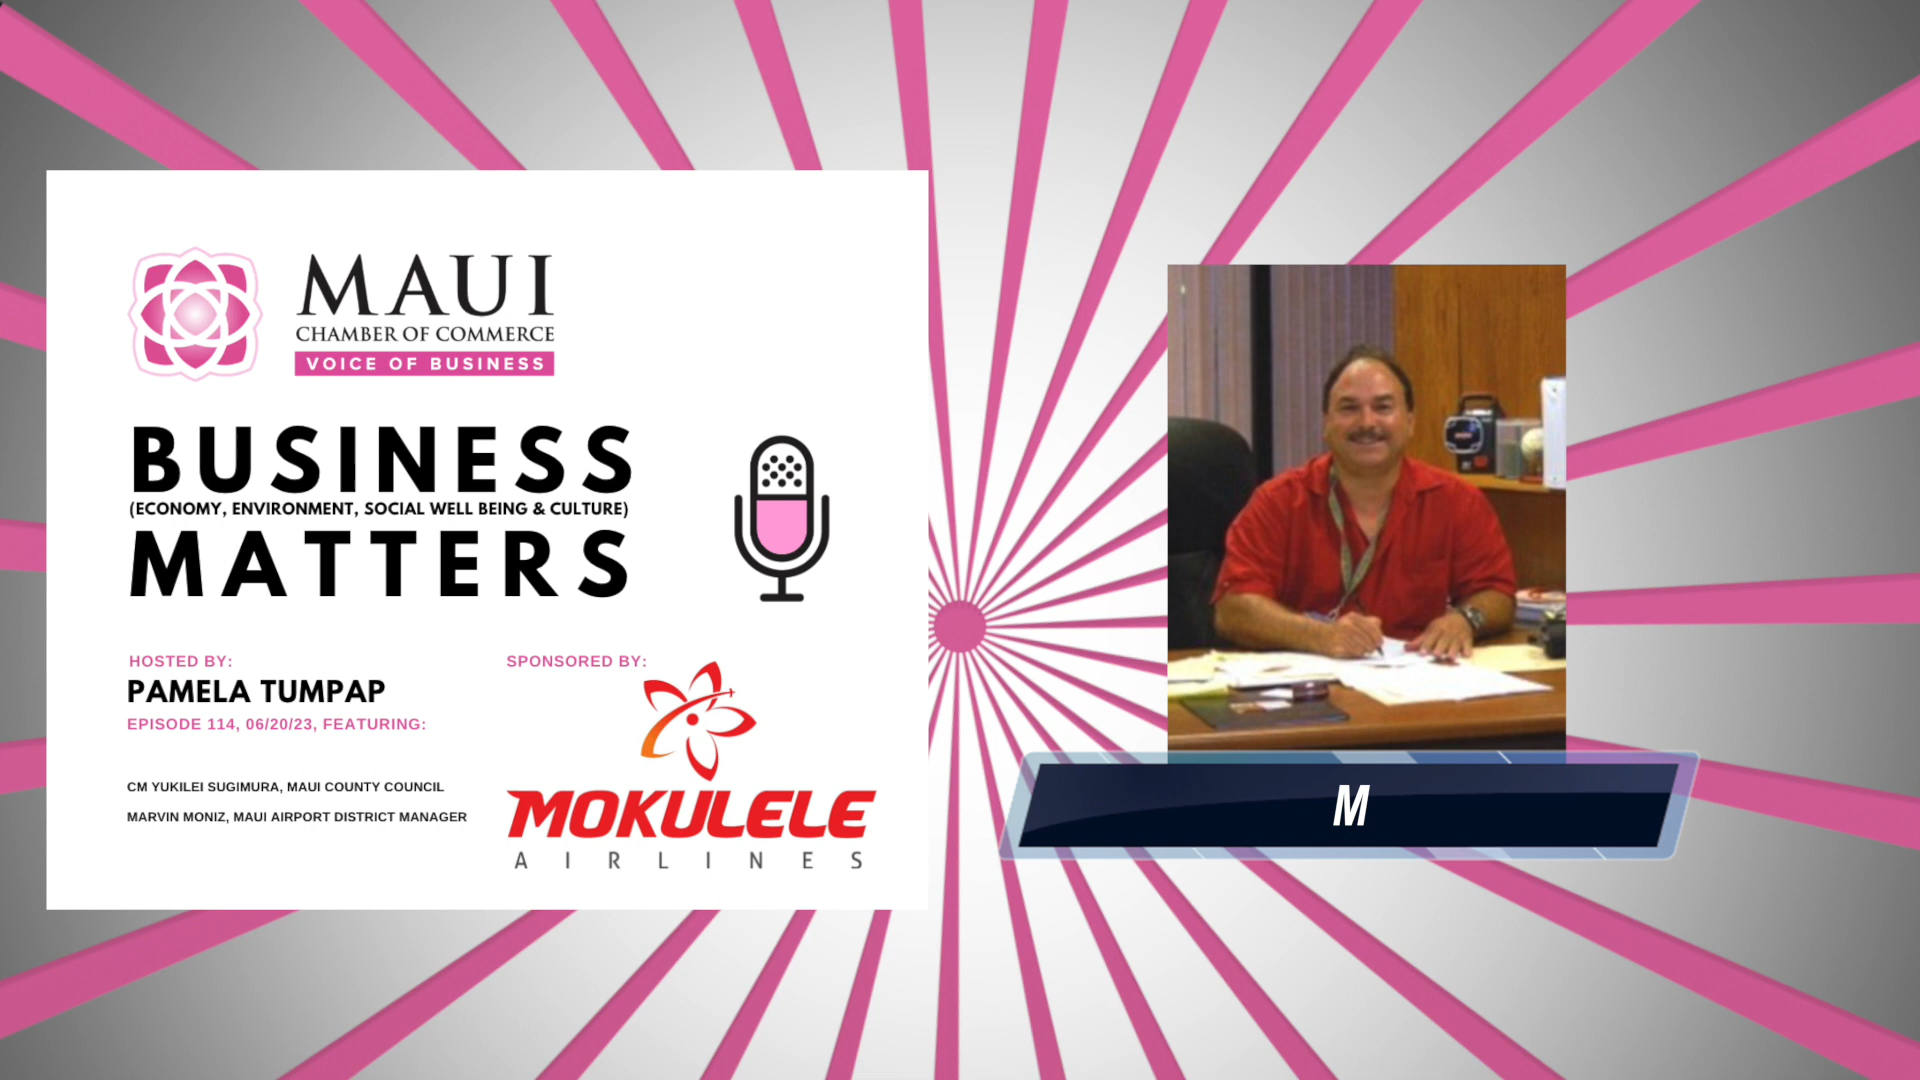 MAUI
CHAMBER OF COMMERCE
VOICE OF BUSINESS
BUSINESS
(ECONOMY, ENVIRONMENT, SOCIAL WELL BEING & CULTURE)
MATTERS
HOSTED BY:
PAMELA TUMPAP
EPISODE 114, 06/20/23, FEATURING:
CM YUKILEI SUGIMURA, MAUI COUNTY COUNCIL
MARVIN MONIZ, MAUI AIRPORT DISTRICT MANAGER
SPONSORED BY:
MOKULELE
AIRLINES
M